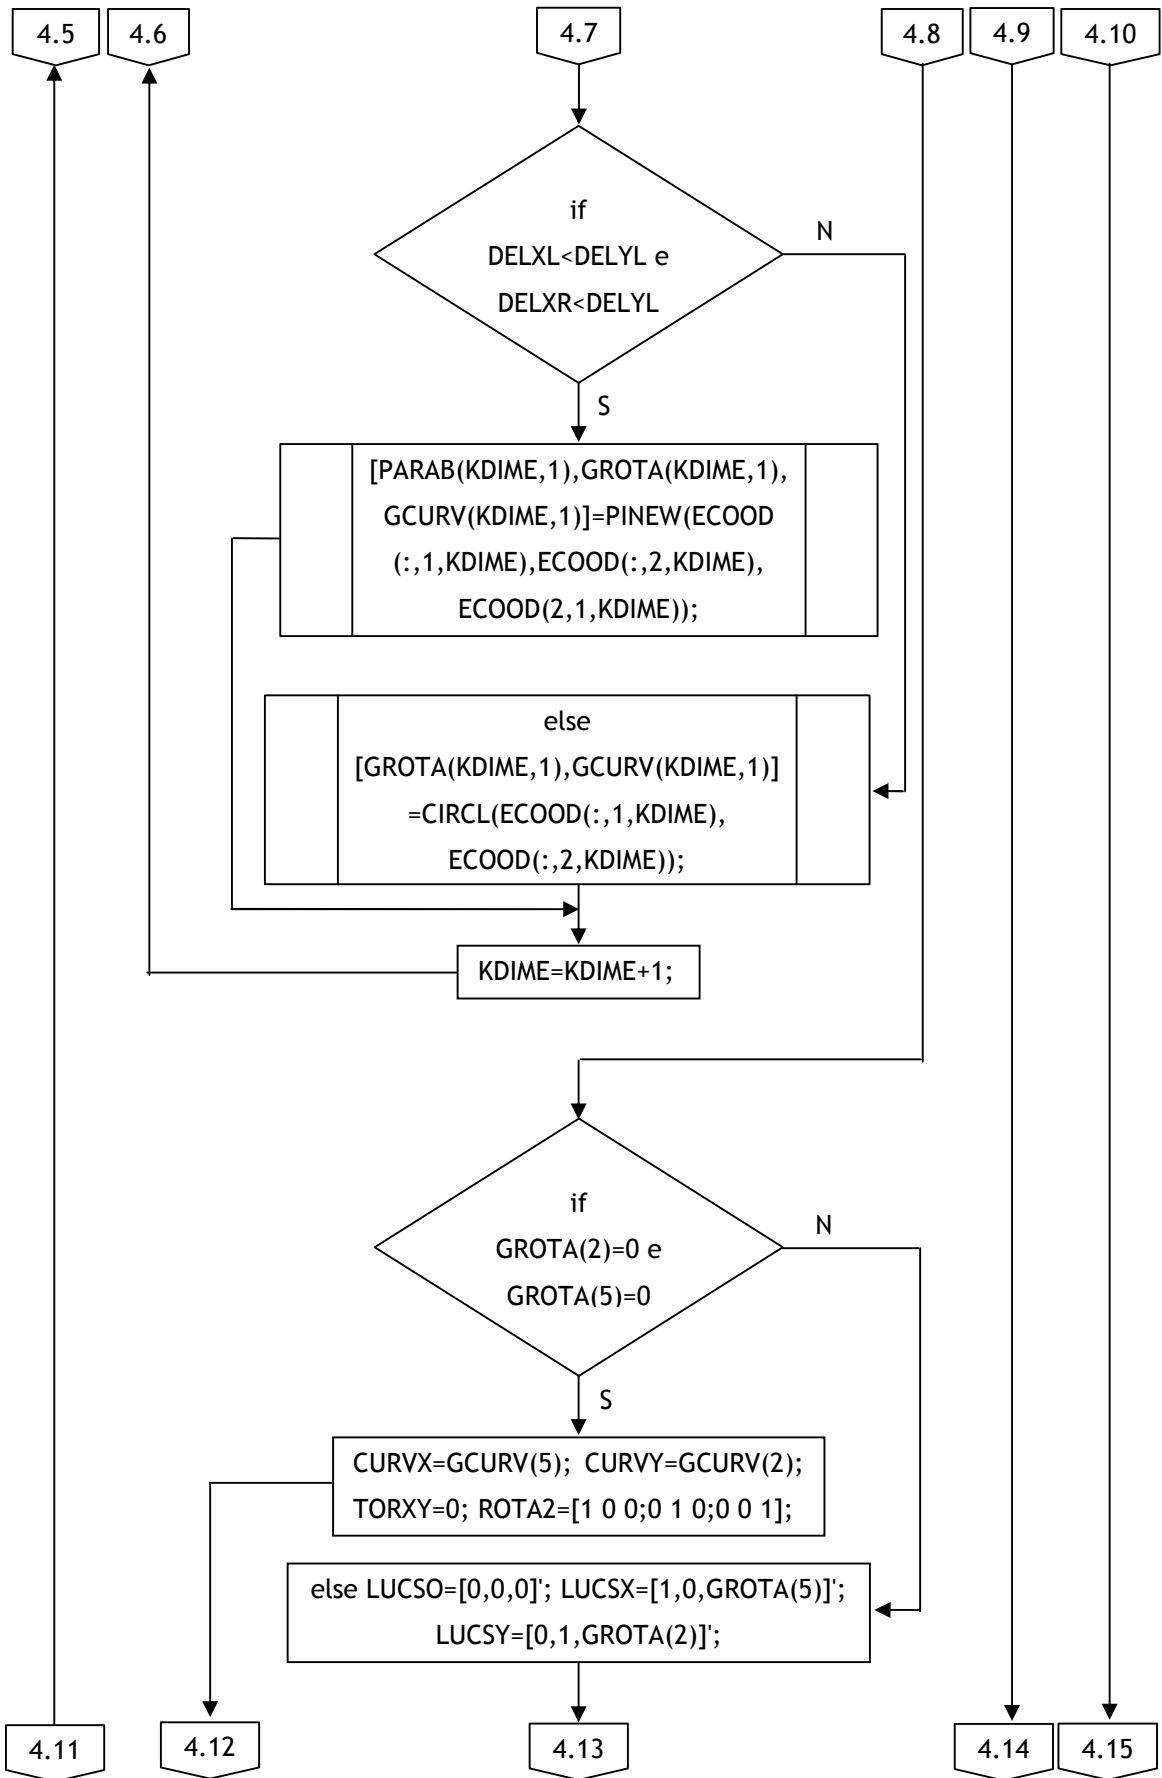 4.5
4.6
4.7
4.8
4.9
4.10
if
DELXL<DELYL e
DELXR<DELYL
N
S
[PARAB(KDIME,1),GROTA(KDIME,1),
GCURV(KDIME,1)]=PINEW(ECOOD
(:,1,KDIME),ECOOD(:,2,KDIME),
ECOOD(2,1,KDIME));
else
[GROTA(KDIME,1),GCURV(KDIME,1)]
=CIRCL(ECOOD(:,1,KDIME),
ECOOD(:,2,KDIME));
KDIME=KDIME+1;
if
GROTA(2)=0 e
GROTA(5)=0
N
S
CURVX=GCURV(5); CURVY=GCURV(2);
TORXY=0; ROTA2=[1 0 0;0 1 0;0 0 1];
else LUCSO=[0,0,0]'; LUCSX=[1,0,GROTA(5)]';
LUCSY=[0,1,GROTA(2)]';
4.11
4.12
4.13
4.14
4.15